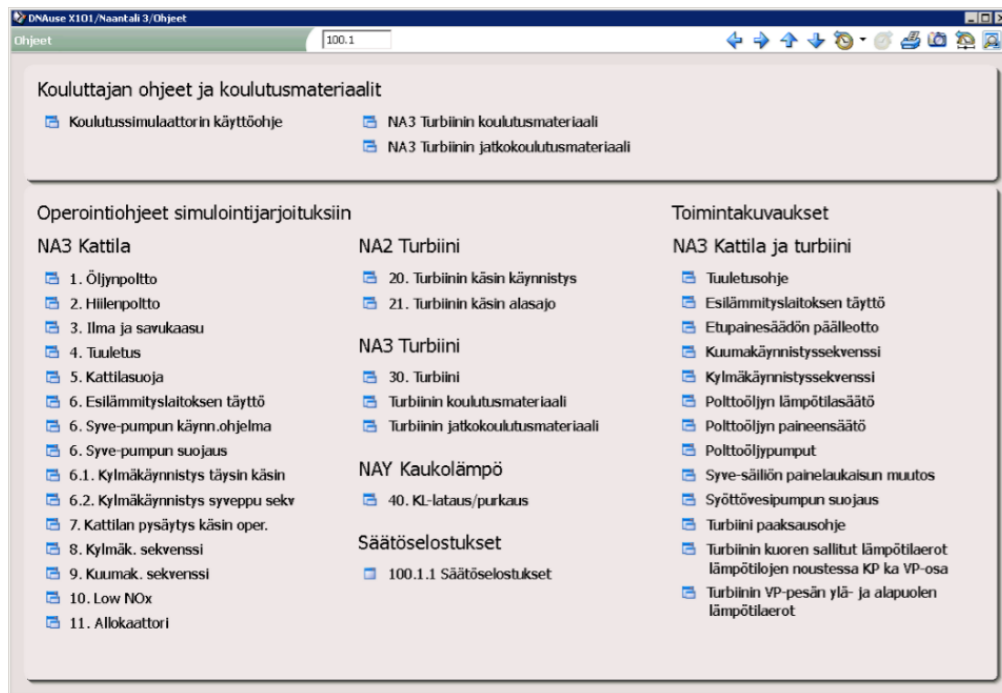 DNAuse X101/Naantali 3/Ohjeet
Ohjeet
100.1
Kouluttajan ohjeet ja koulutusmateriaalit
Koulutussimulaattorin käyttöohje
NA3 Turbiinin koulutusmateriaali
NA3 Turbiinin jatkokoulutusmateriaali
Operointiohjeet simulointijarjoituksiin
NA3 Kattila
1. Öljynpoltto
2. Hiilenpoltto
3. Ilma ja savukaasu
4. Tuuletus
5. Kattilasuoja
6. Esilämmityslaitoksen täyttö
6. Syve-pumpun käynn.ohjelma
6. Syve-pumpun suojaus
6.1. Kylmäkäynnistys täysin käsin
6.2. Kylmäkäynnistys syveppu sekv
7. Kattilan pysäytys käsin oper.
8. Kylmäk. sekvenssi
9. Kuumak. sekvenssi
10. Low NOx
11. Allokaattori
NA2 Turbiini
20. Turbiinin käsin käynnistys
21. Turbiinin käsin alasajo
NA3 Turbiini
30. Turbiini
Turbiinin koulutusmateriaali
Turbiinin jatkokoulutusmateriaali
NAY Kaukolämpö
40. KL-lataus/purkaus
Säätöselostukset
100.1.1 Säätöselostukset
Toimintakuvaukset
NA3 Kattila ja turbiini
Tuuletusohje
Esilämmityslaitoksen täyttö
Etupainesäädön päälleotto
Kuumakäynnistyssekvenssi
Kylmäkäynnistyssekvenssi
Polttoöljyn lämpötilasäätö
Polttoöljyn paineensäätö
Polttoöljypumput
Syve-säiliön painelaukaisun muutos
Syöttövesipumpun suojaus
Turbiini paaksausohje
Turbiinin kuoren sallitut lämpötilaerot
lämpötilojen noustessa KP ka VP-osa
Turbiinin VP-pesän ylä- ja alapuolen
lämpötilaerot